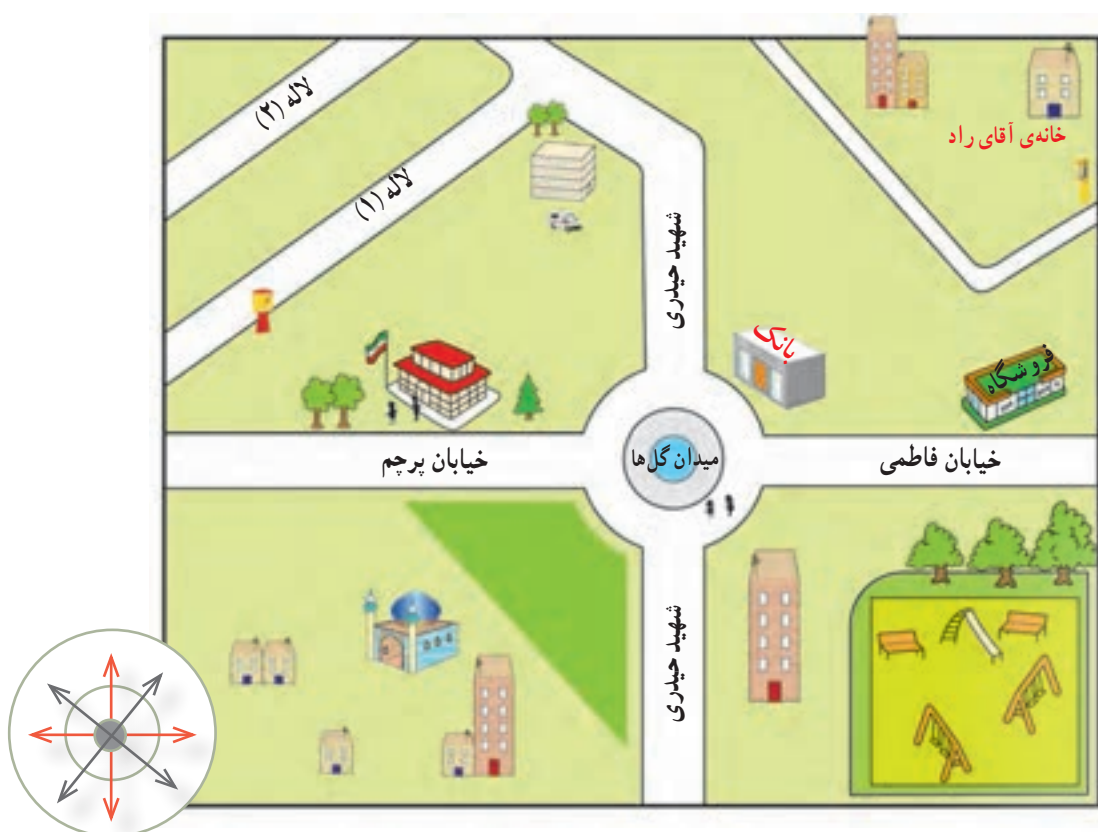 لاله (۲)
لاله (۱)
خانه‌ی آقای راد
شهید حیدری
بانک
فروشگاه
خیابان پرچم
میدان گل‌ها
خیابان فاطمی
شهید حیدری